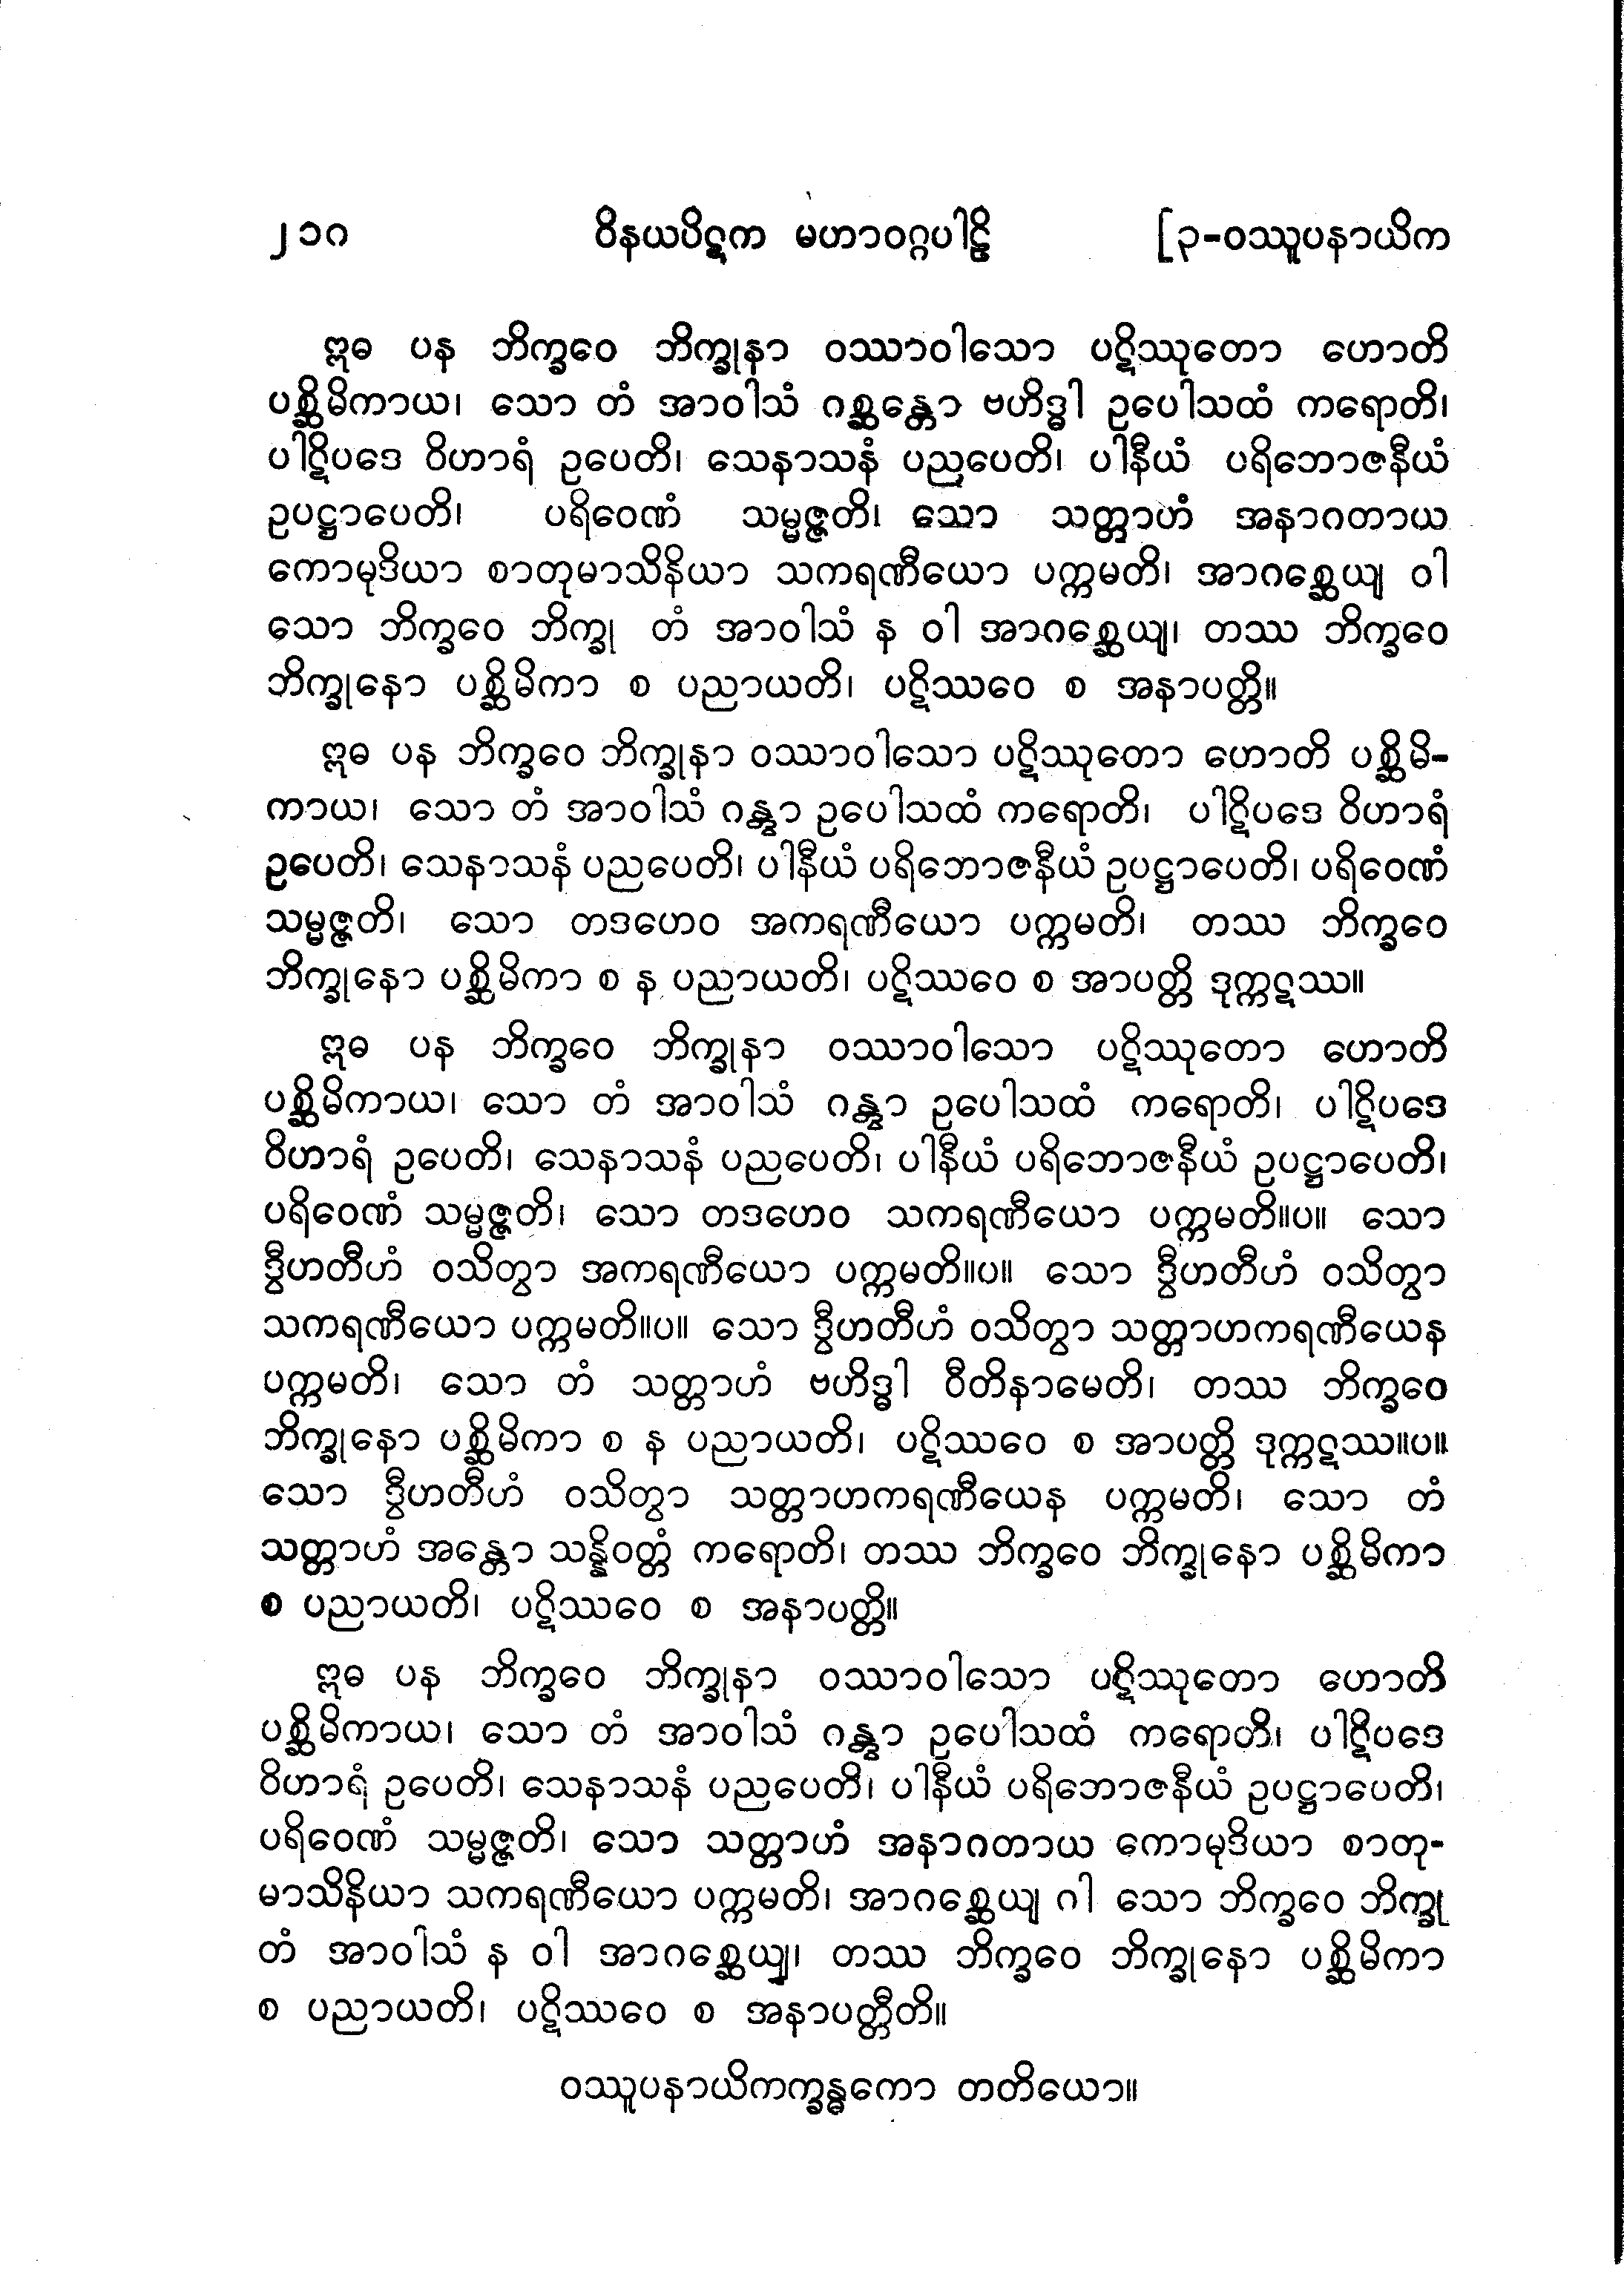 ၂၁ဂ ဝိနယပိဋက မဟာဝဂ္ဂပါဠိ [၃-ဝဿူပနာယိက
ဣဓ ပန ဘိက္ခဝေ ဘိက္ခုနာ ဝဿာဝါသော ပဋိဿုတော ဟောတိ
ပစ္ဆိမိကာယ၊ သော တံ အာဝါသံ ဂစ္ဆန္တော ဗဟိဒ္ဓါ ဥပေါသထံ ကရောတိ၊
ပါဋိပဒေ ဝိဟာရံ ဥပေတိ၊ သေနာသနံ ပညပေတိ၊ ပါနီယံ ပရိဘောဇနီယံ
ဥပဋ္ဌာပေတိ၊ ပရိဝေဏံ သမ္မဇ္ဇတိ၊ သော သတ္တာဟံ အနာဂတာယ
ကောမုဒိယာ စာတုမာသိနိယာ သကရဏီယော ပက္ကမတိ၊ အာဂစ္ဆေယျ ဝါ
သော ဘိက္ခဝေ ဘိက္ခု တံ အာဝါသံ န ဝါ အာဂစ္ဆေယျ၊ တဿ ဘိက္ခဝေ
ဘိက္ခုနော ပစ္ဆိမိကာ စ ပညာယတိ၊ ပဋိဿဝေ စ အနာပတ္တိ။
ဣဓ ပန ဘိက္ခဝေ ဘိက္ခုနာ ဝဿာဝါသော ပဋိဿုတော ဟောတိ ပစ္ဆိမိ-
ကာယ၊ သော တံ အာဝါသံ ဂန္တွာ ဥပေါသထံ ကရောတိ၊ ပါဋိပဒေ ဝိဟာရံ
ဥပေတိ၊ သေနာသနံ ပညပေတိ၊ ပါနီယံ ပရိဘောဇနီယံ ဥပဋ္ဌာပေတိ၊ ပရိဝေဏံ
သမ္မဇ္ဇတိ၊ သော တဒဟေဝ အကရဏီယော ပက္ကမတိ၊ တဿ ဘိက္ခဝေ
ဘိက္ခုနော ပစ္ဆိမိကာ စ န ပညာယတိ၊ ပဋိဿဝေ စ အာပတ္တိ ဒုက္ကဋဿ။
ဣဓ ပန ဘိက္ခဝေ ဘိက္ခုနာ ဝဿာဝါသော ပဋိဿုတော ဟောတိ
ပစ္ဆိမိကာယ၊ သော တံ အာဝါသံ ဂန္တွာ ဥပေါသထံ ကရောတိ၊ ပါဋိပဒေ
ဝိဟာရံ ဥပေတိ၊ သေနာသနံ ပညပေတိ၊ ပါနီယံ ပရိဘောဇနီယံ ဥပဋ္ဌာပေတိ၊
ပရိဝေဏံ သမ္မဇ္ဇတိ၊ သော တဒဟေဝ သကရဏီယော ပက္ကမတိ။ပ။ သော
ဒွီဟတီဟံ ဝသိတွာ အကရဏီယော ပက္ကမတိ။ပ။ သော ဒွီဟတီဟံ ဝသိတွာ
သကရဏီယော ပက္ကမတိ။ပ။ သော ဒွီဟတီဟံ ဝသိတွာ သတ္တာဟကရဏီယေန
ပက္ကမတိ၊ သော တံ သတ္တာဟံ ဗဟိဒ္ဓါ ဝီတိနာမေတိ၊ တဿ ဘိက္ခဝေ
ဘိက္ခုနော ပစ္ဆိမိကာ စ န ပညာယတိ၊ ပဋိဿဝေ စ အာပတ္တိ ဒုက္ကဋဿ။ပ။
သော ဒွီဟတီဟံ ဝသိတွာ သတ္တာဟကရဏီယေန ပက္ကမတိ၊ သော တံ
သတ္တာဟံ အန္တော သန္နိဝတ္တံ ကရောတိ၊ တဿ ဘိက္ခဝေ ဘိက္ခုနော ပစ္ဆိမိကာ
စ ပညာယတိ၊ ပဋိဿဝေ စ အနာပတ္တိ။
ဣဓ ပန ဘိက္ခဝေ ဘိက္ခုနာ ဝဿာဝါသော ပဋိဿုတော ဟောတိ
ပစ္ဆိမိကာယ၊ သော တံ အာဝါသံ ဂန္တွာ ဥပေါသထံ ကရောတိ၊ ပါဋိပဒေ
ဝိဟာရံ ဥပေတိ၊ သေနာသနံ ပညပေတိ၊ ပါနီယံ ပရိဘောဇနီယံ ဥပဋ္ဌာပေတိ၊
ပရိဝေဏံ သမ္မဇ္ဇတိ၊ သော သတ္တာဟံ အနာဂတာယ ကောမုဒိယာ စာတု-
မာသိနိယာ သကရဏီယော ပက္ကမတိ၊ အာဂစ္ဆေယျ ဂါ သော ဘိက္ခဝေ ဘိက္ခု
တံ အာဝါသံ န ဝါ အာဂစ္ဆေယျ၊ တဿ ဘိက္ခဝေ ဘိက္ခုနော ပစ္ဆိမိကာ
စ ပညာယတိ၊ ပဋိဿဝေ စ အနာပတ္တီတိ။
ဝဿူပနာယိကက္ခန္ဓကော တတိယော။